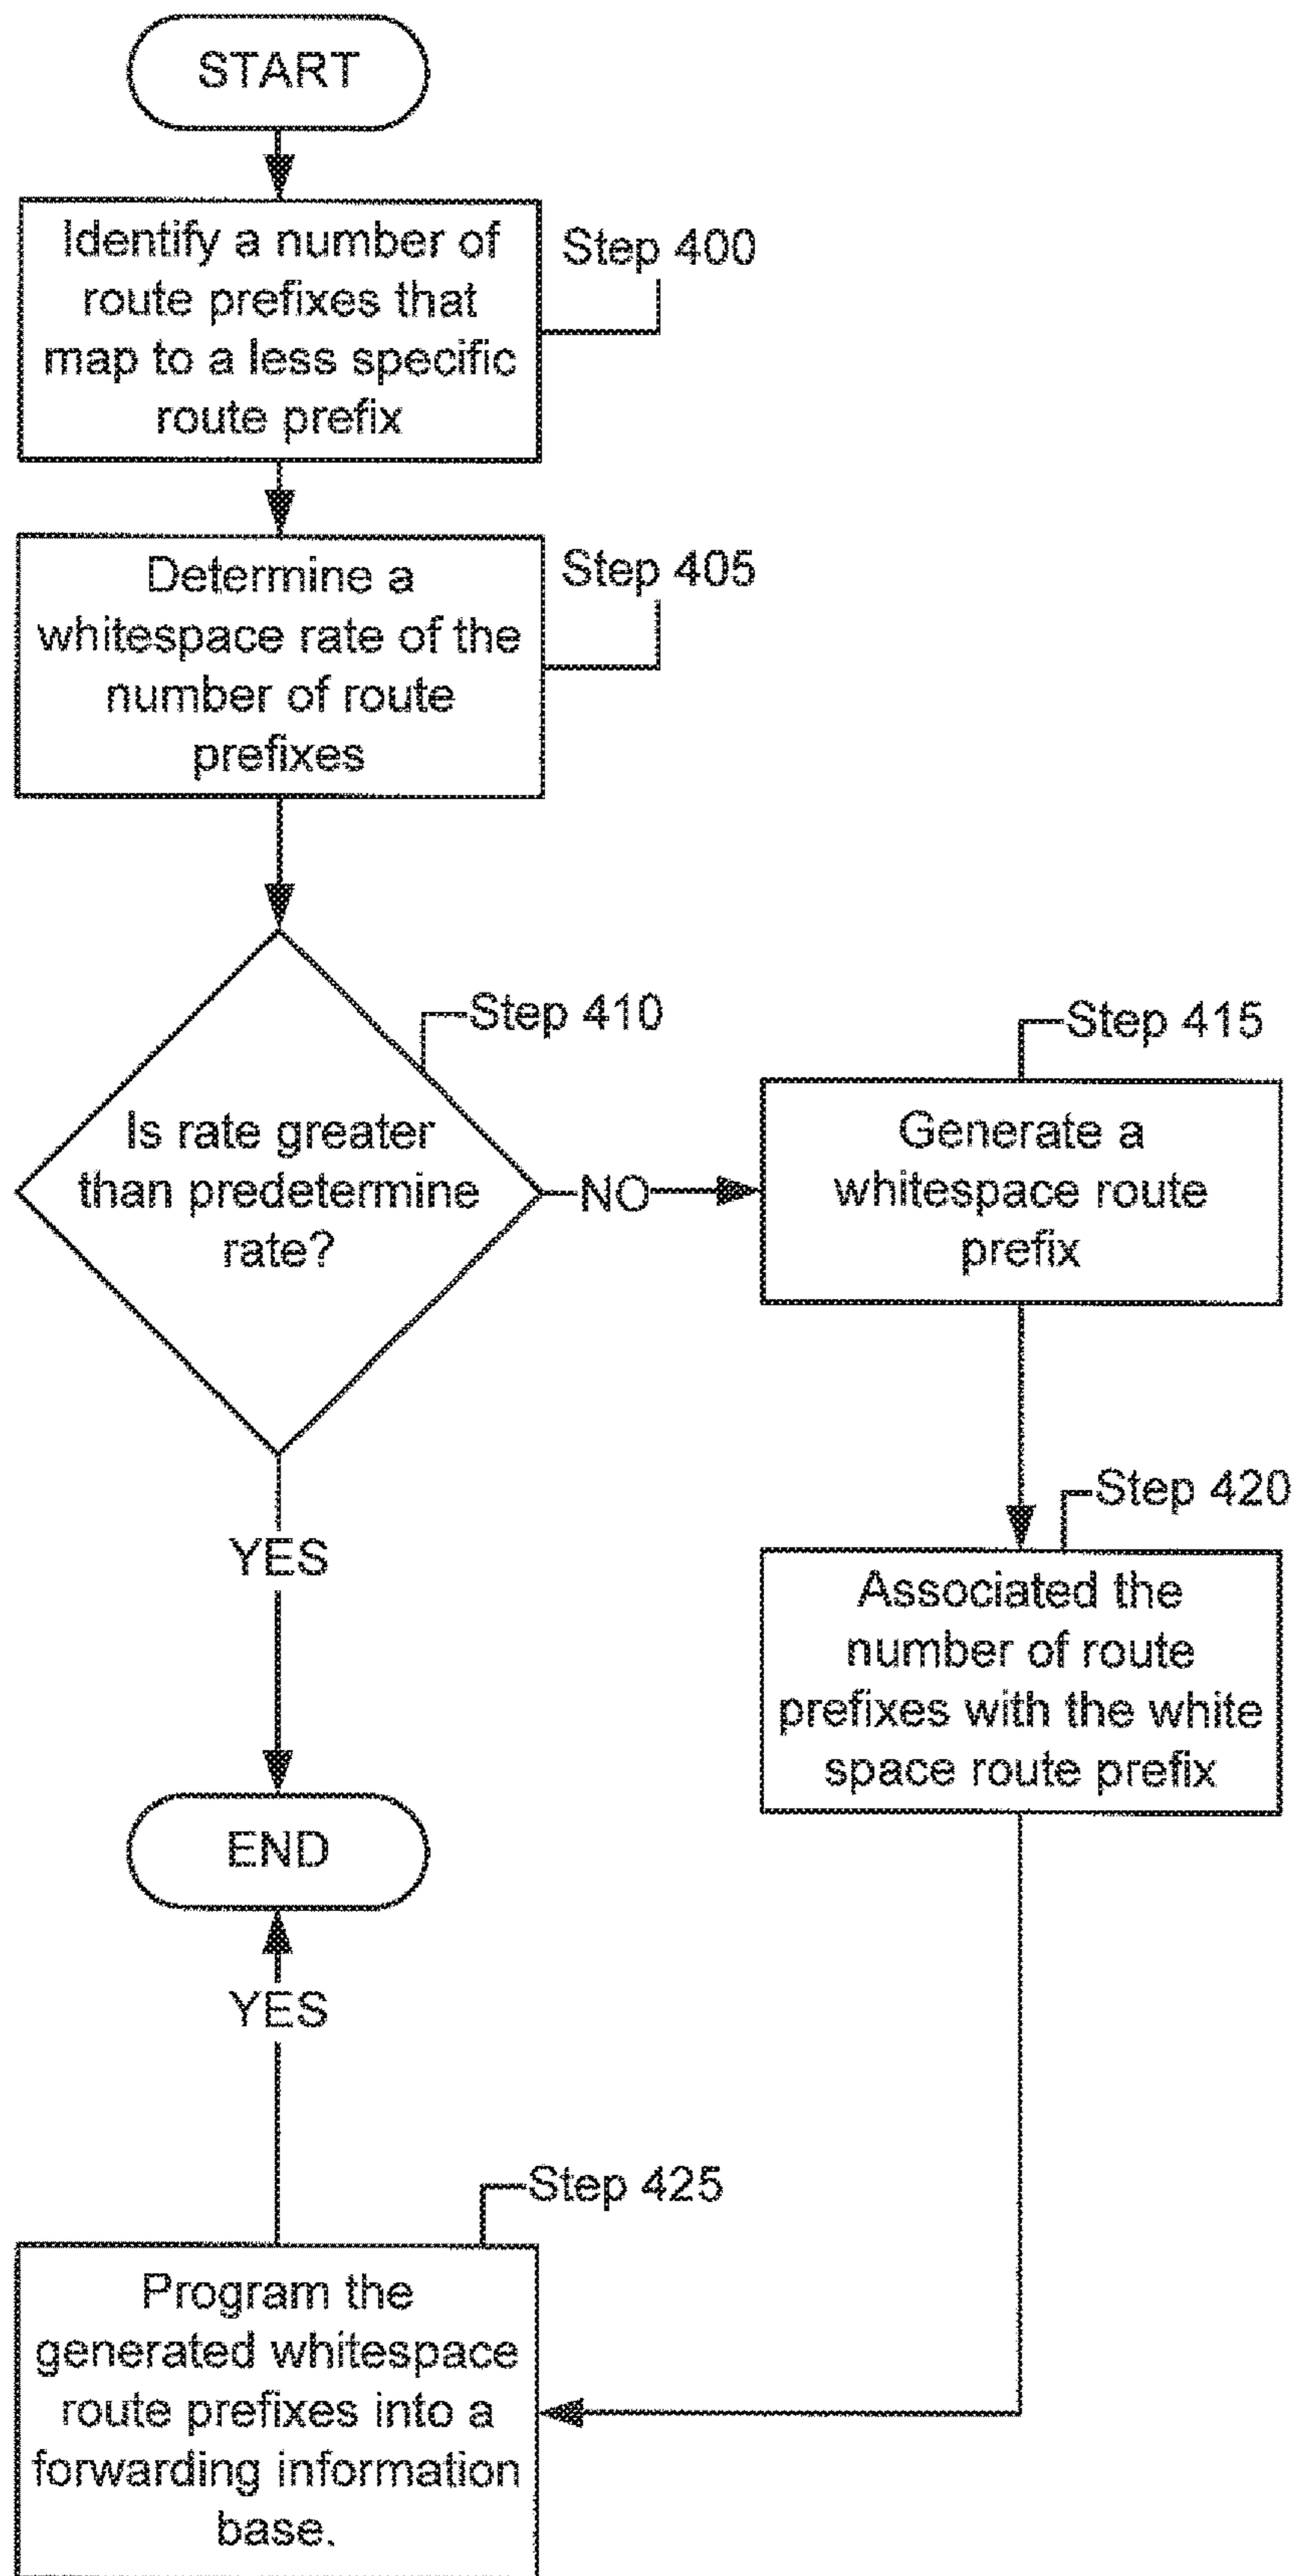 START
Identify a number of
route prefixes that
map to a less specific
route prefix
Step 400
Determine a
whitespace rate of the
number of route
prefixes
Step 405
Step 410
Is rate greater
than predetermine
rate?
NO
Step 415
Generate a
whitespace route
prefix
Step 420
Associated the
number of route
prefixes with the white
space route prefix
YES
END
YES
Step 425
Program the
generated whitespace
route prefixes into a
forwarding information
base.